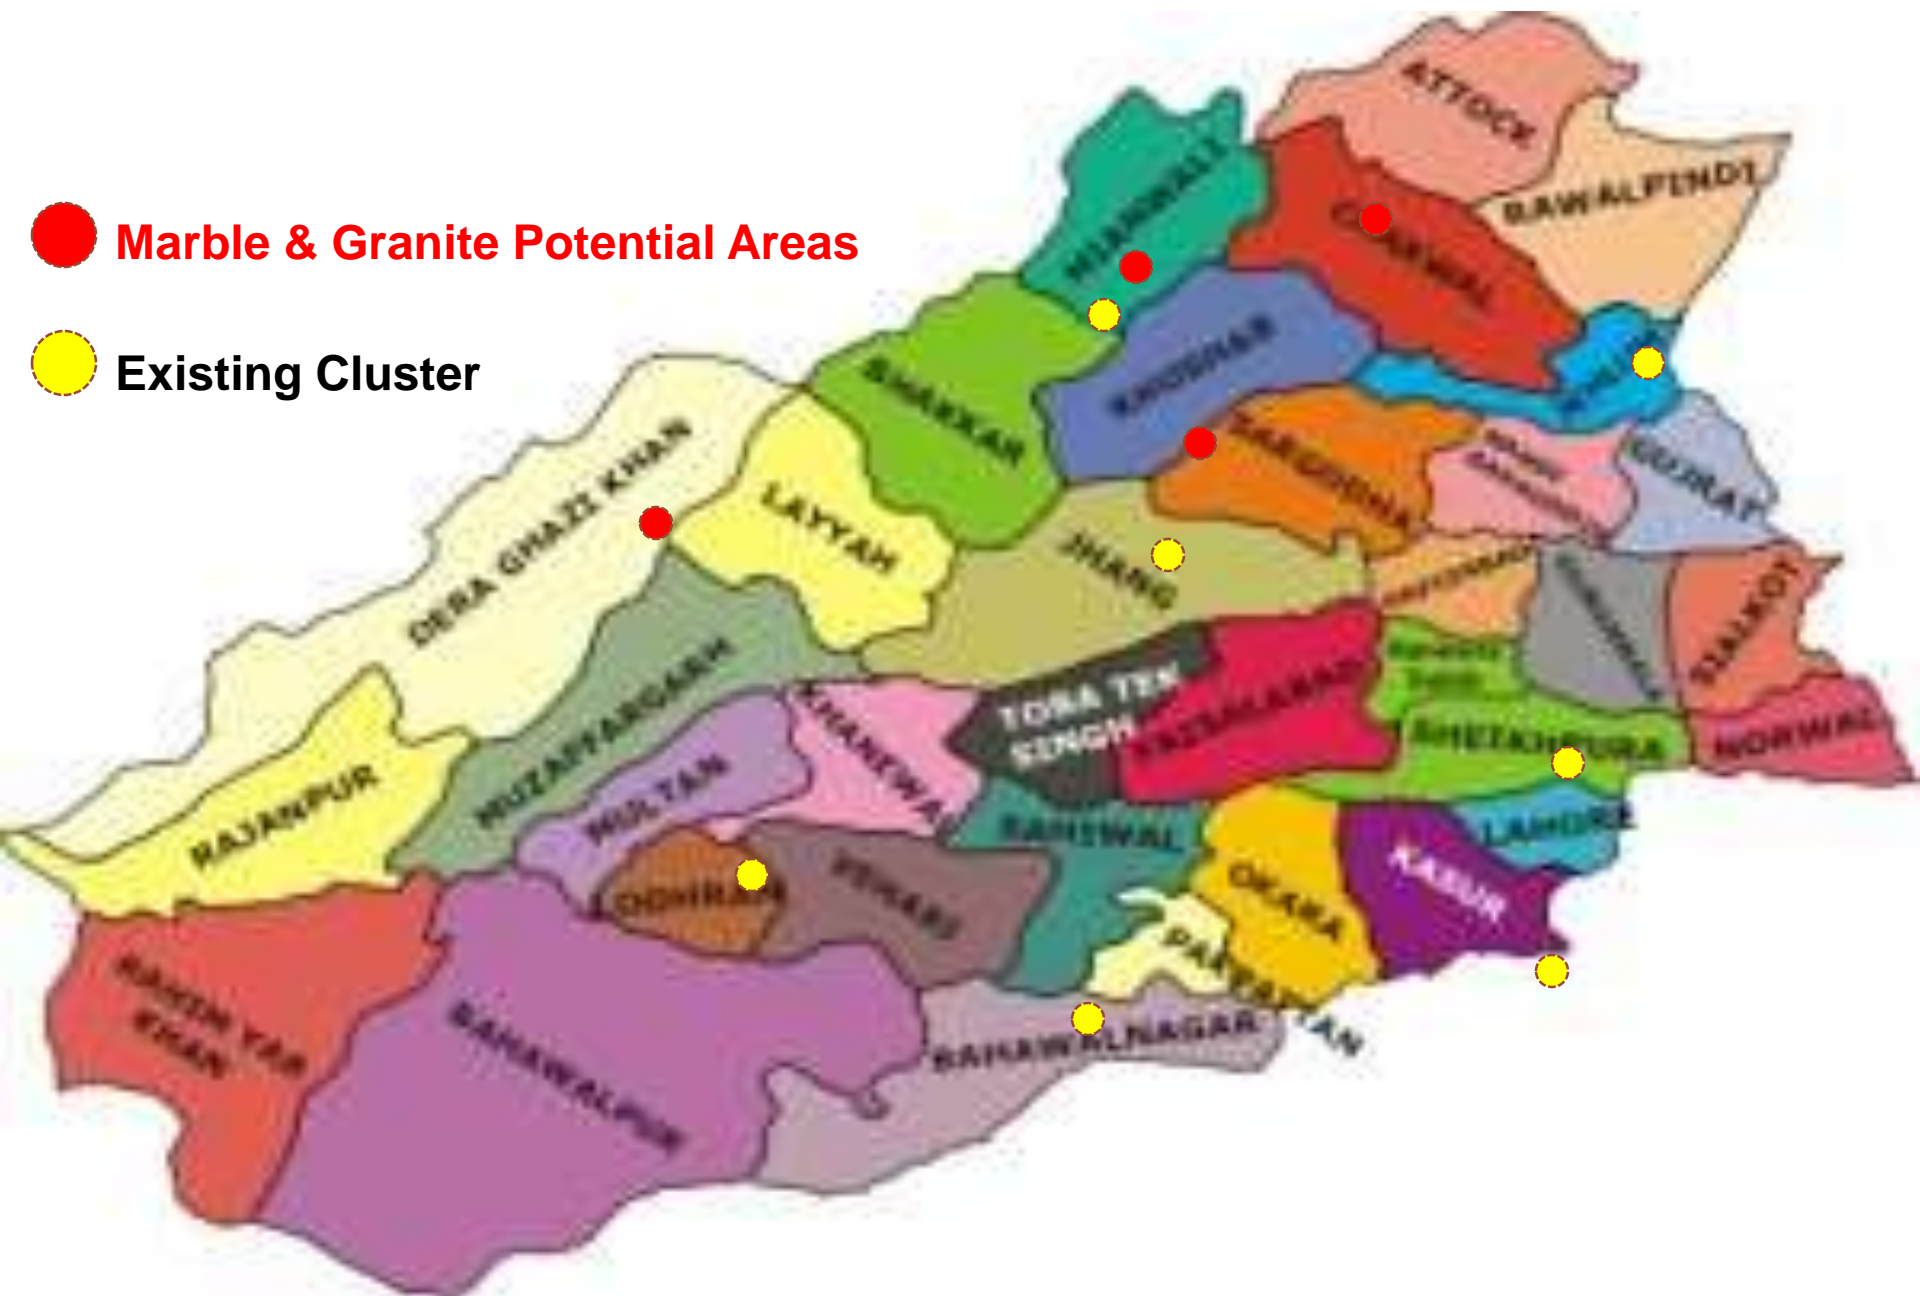 ATTOCK
RAWALPINDI
MIANWALI
CHAKWAL
Marble & Granite Potential Areas
Existing Cluster
BHAKKAR
KHUSHAB
SARGODHA
GUJRAT
DERA GHAZI KHAN
LAYYAH
JHANG
SIALKOT
MUZAFFARGARH
TOBA TEK
SINGH
FAISALABAD
KHANEWAL
SHEIKHPURA
NORWAL
RAJANPUR
MULTAN
SAHIWAL
LAHORE
KASUR
OKARA
LODHRAN
VEHARI
PAKPATTAN
RAHIM YAR
KHAN
BAHAWALPUR
BAHAWALNAGAR